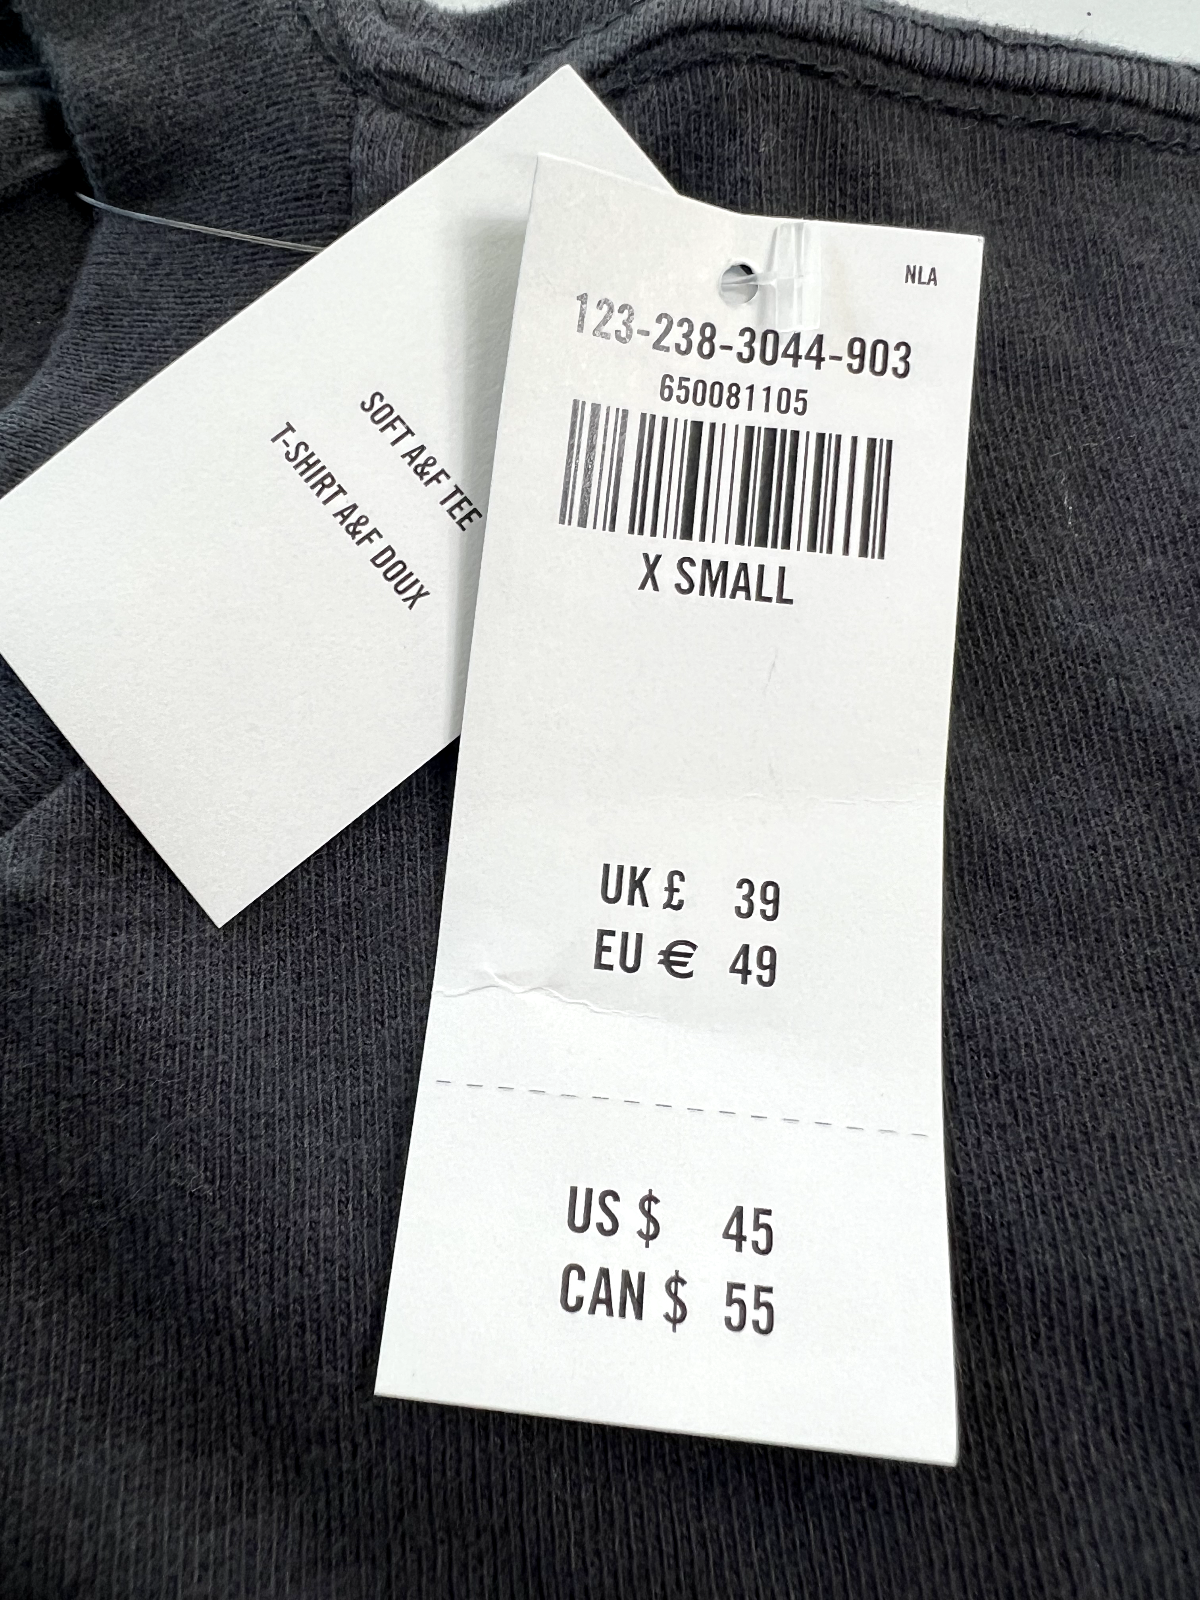 SOFT A&F TEE
T-SHIRT A&F DOUX
NLA
123-238-3044-903
650081105
X SMALL
UK £ 39
EU € 49
US $ 45
CAN $ 55